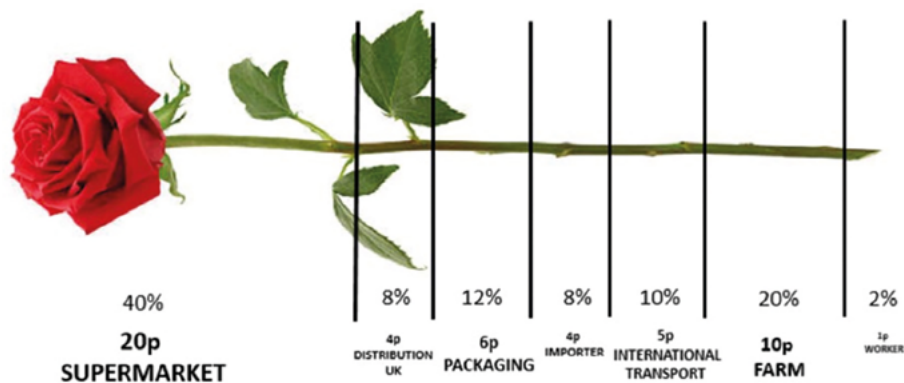 40%
8%
12%
8%
10%
20%
2%
20p
SUPERMARKET
4p
DISTRIBUTION
UK
6p
PACKAGING
4p
IMPORTER
5p
INTERNATIONAL
TRANSPORT
10p
FARM
1p
WORKER